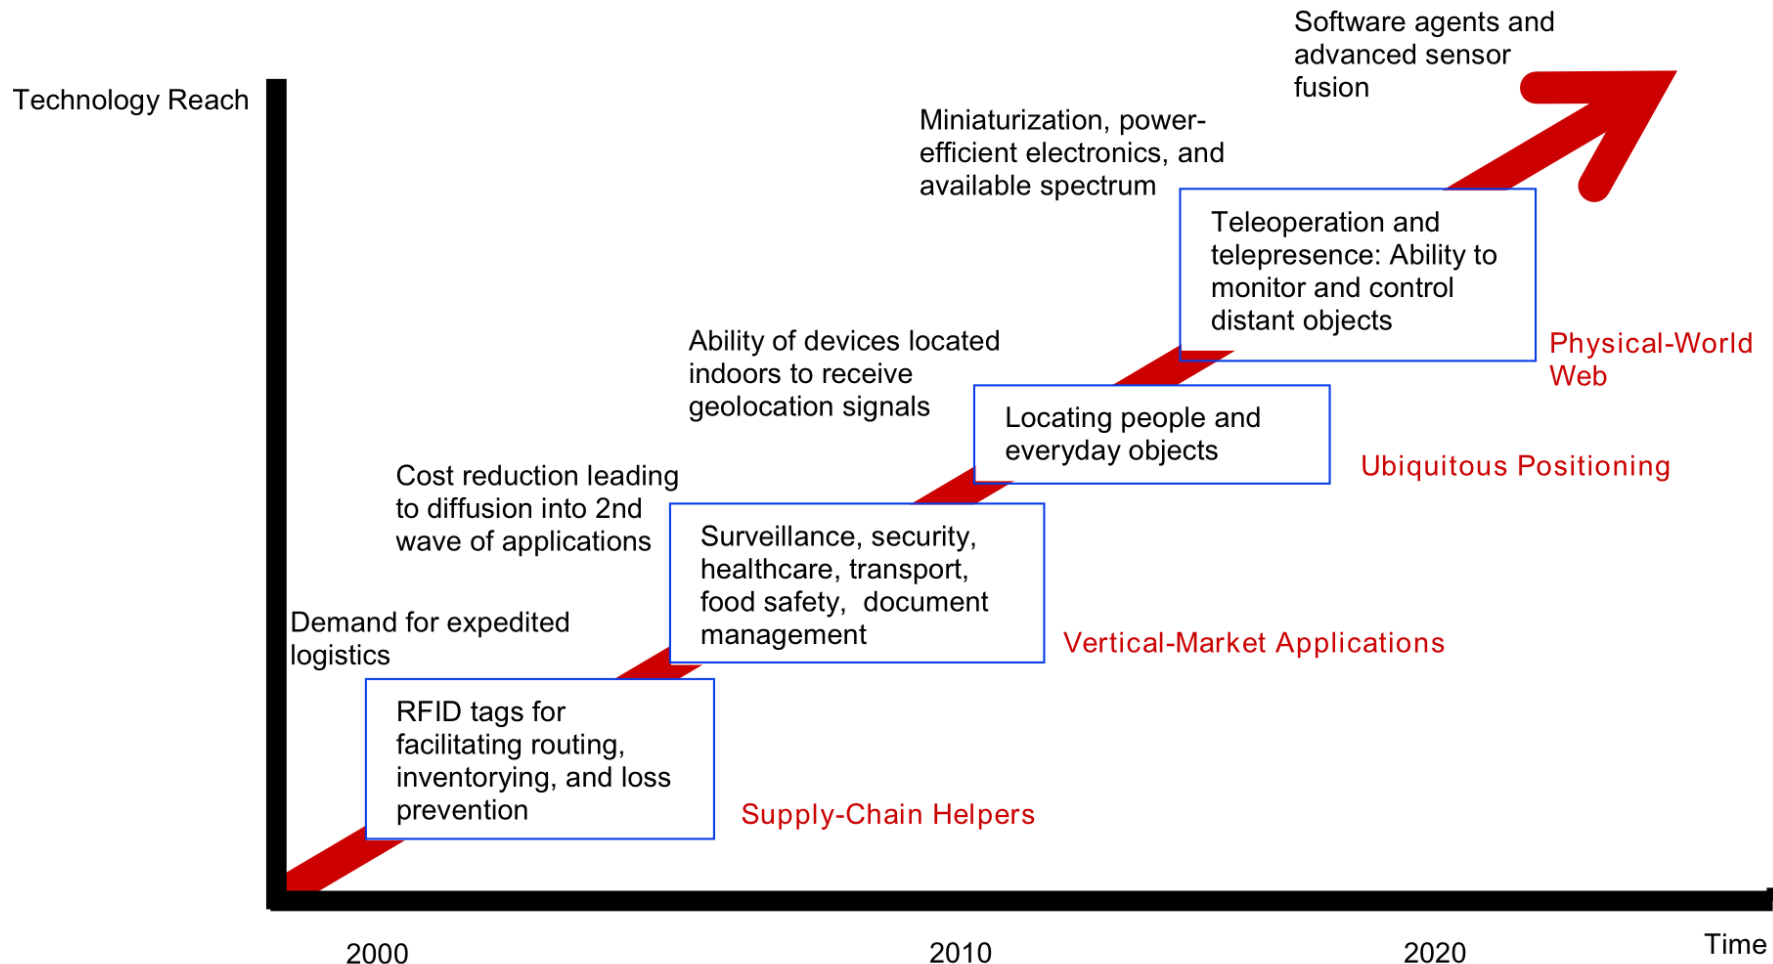 Software agents and
advanced sensor
fusion
Technology Reach
Miniaturization, power-
efficient electronics, and
available spectrum
Teleoperation and
telepresence: Ability to
monitor and control
distant objects
Physical-World
Web
Ability of devices located
indoors to receive
geolocation signals
Locating people and
everyday objects
Ubiquitous Positioning
Cost reduction leading
to diffusion into 2nd
wave of applications
Surveillance, security,
healthcare, transport,
food safety,  document
management
Vertical-Market Applications
Demand for expedited
logistics
RFID tags for
facilitating routing,
inventorying, and loss
prevention
Supply-Chain Helpers
2000
2010
2020
Time